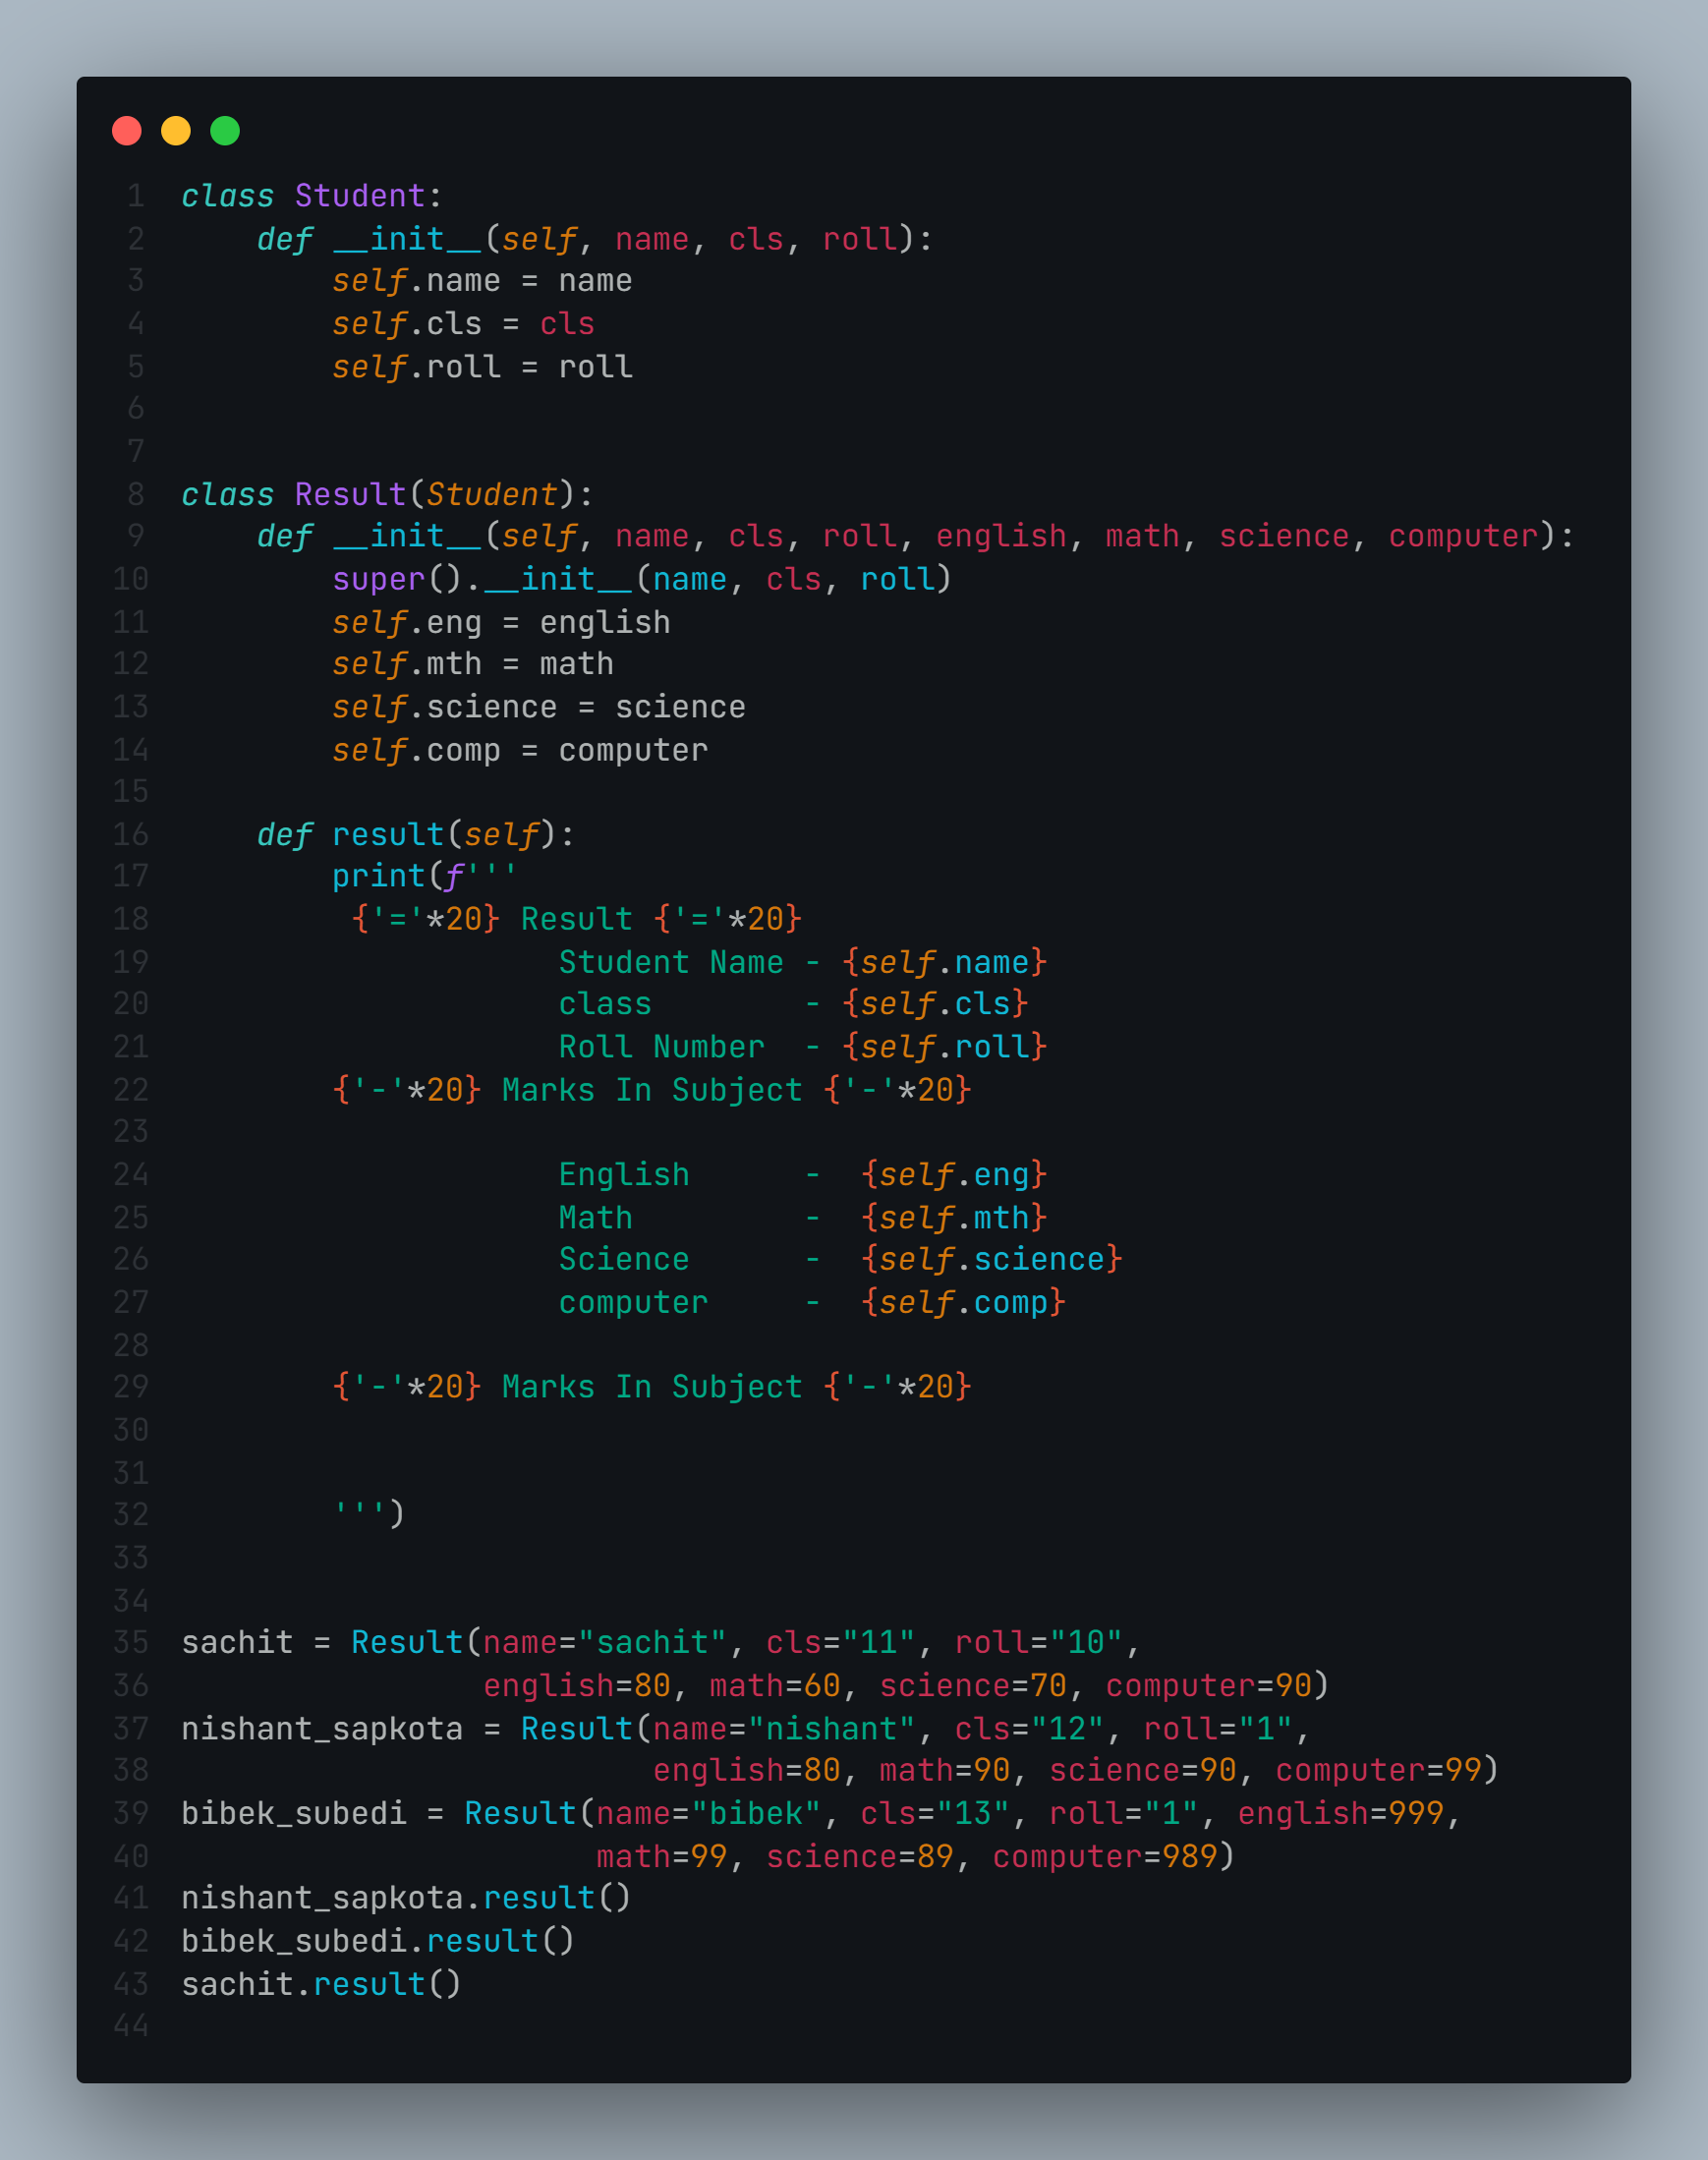 1 class Student:
2     def __init__(self, name, cls, roll):
3         self.name = name
4         self.cls = cls
5         self.roll = roll
6
7
8 class Result(Student):
9     def __init__(self, name, cls, roll, english, math, science, computer):
10         super().__init__(name, cls, roll)
11         self.eng = english
12         self.mth = math
13         self.science = science
14         self.comp = computer
15
16     def result(self):
17         print(f'''
18          {'='*20} Result {'='*20}
19                     Student Name - {self.name}
20                     class        - {self.cls}
21                     Roll Number  - {self.roll}
22         {'-'*20} Marks In Subject {'-'*20}
23
24                     English      -  {self.eng}
25                     Math         -  {self.mth}
26                     Science      -  {self.science}
27                     computer     -  {self.comp}
28
29         {'-'*20} Marks In Subject {'-'*20}
30
31
32         ''')
33
34
35 sachit = Result(name="sachit", cls="11", roll="10",
36                 english=80, math=60, science=70, computer=90)
37 nishant_sapkota = Result(name="nishant", cls="12", roll="1",
38                          english=80, math=90, science=90, computer=99)
39 bibek_subedi = Result(name="bibek", cls="13", roll="1", english=999,
40                       math=99, science=89, computer=989)
41 nishant_sapkota.result()
42 bibek_subedi.result()
43 sachit.result()
44